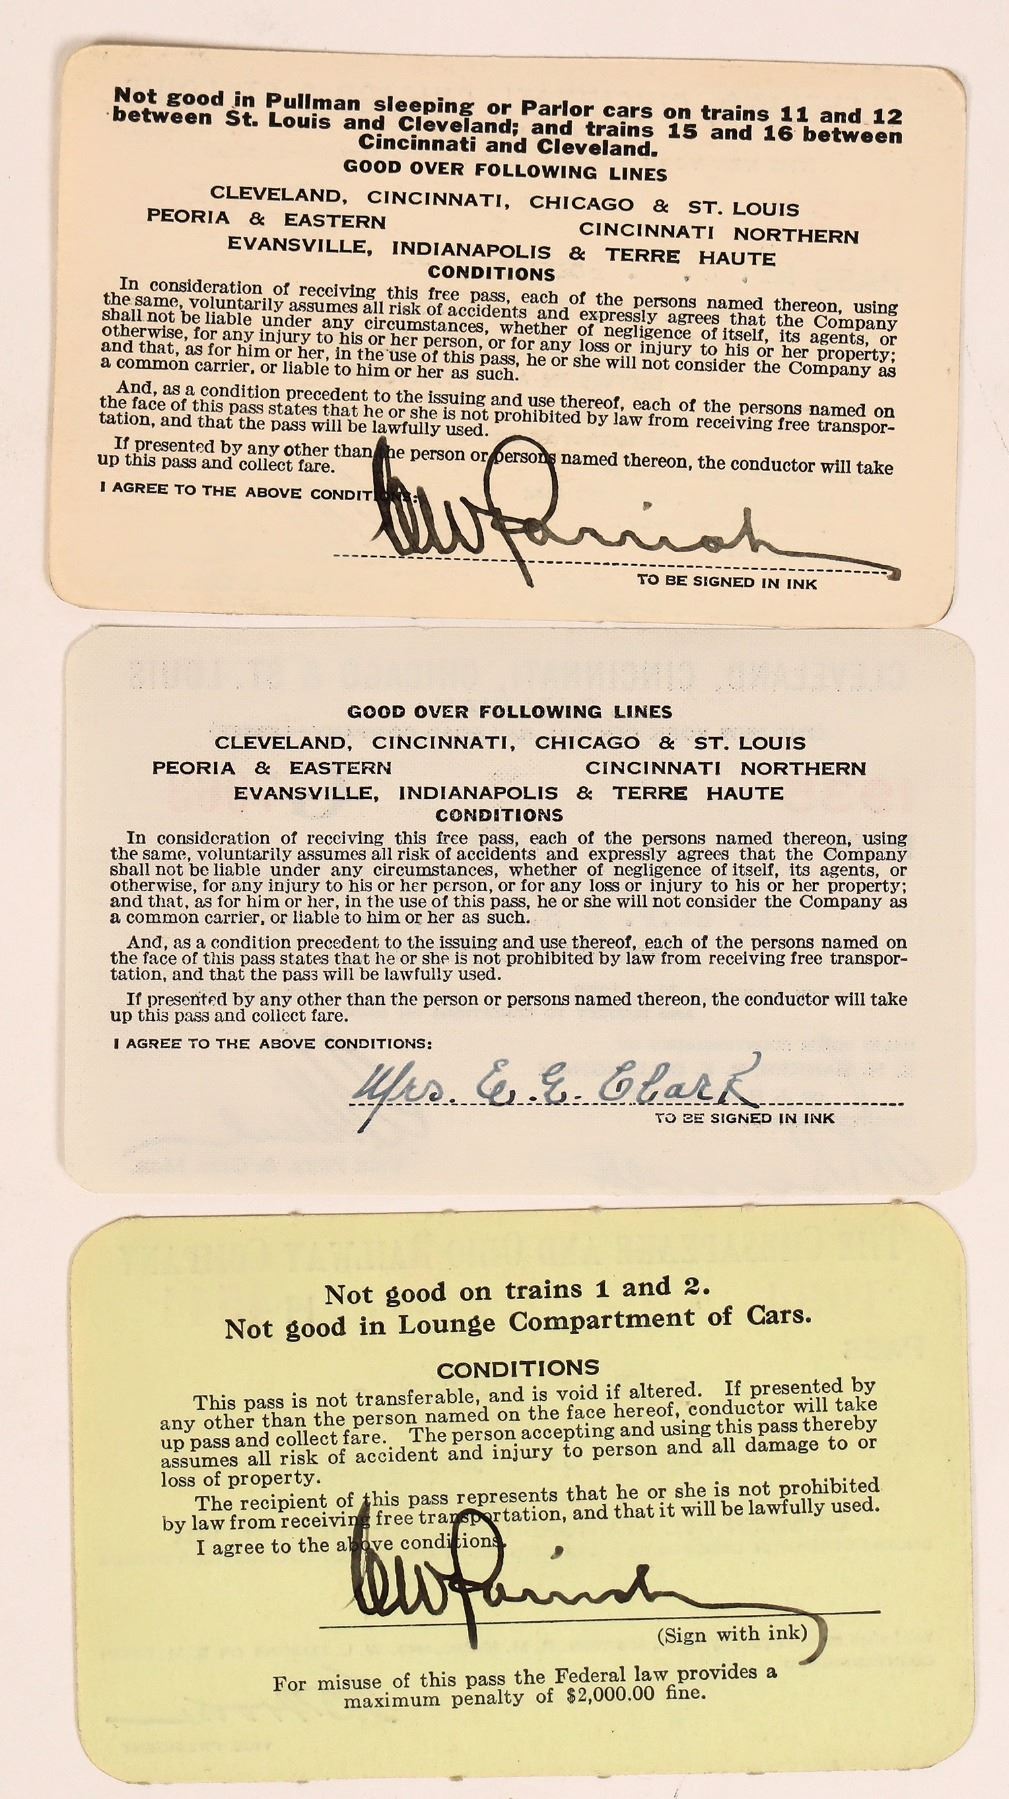 Not good in Pullman sleeping or Parlor cars on trains 11 and 12
between St. Louis and Cleveland; and trains 15 and 16 between
Cincinnati and Cleveland.
GOOD OVER FOLLOWING LINES
CLEVELAND, CINCINNATI, CHICAGO & ST. LOUIS
PEORIA & EASTERN CINCINNATI NORTHERN
EVANSVILLE, INDIANAPOLIS & TERRE HAUTE
CONDITIONS
In consideration of receiving this free pass, each of the persons named thereon, using
the same, voluntarily assumes all risk of accidents and expressly agrees that the Company
shall not be liable under any circumstances, whether of negligence of itself, its agents, or
otherwise, for any injury to his or her person, or for any loss or injury to his or her property;
and that, as for him or her, in the use of this pass, he or she will not consider the Company as
a common carrier, or liable to him or her as such.
And, as a condition precedent to the issuing and use thereof, each of the persons named on
the face of this pass states that he or she is not prohibited by law from receiving free transpor-
tation, and that the pass will be lawfully used.
If presented by any other than the person or persons named thereon, the conductor will take
up this pass and collect fare.
I AGREE TO THE ABOVE CONDITIONS:
CW Parrish
TO BE SIGNED IN INK
GOOD OVER FOLLOWING LINES
CLEVELAND, CINCINNATI, CHICAGO & ST. LOUIS
PEORIA & EASTERN CINCINNATI NORTHERN
EVANSVILLE, INDIANAPOLIS & TERRE HAUTE
CONDITIONS
In consideration of receiving this free pass, each of the persons named thereon, using
the same, voluntarily assumes all risk of accidents and expressly agrees that the Company
shall not be liable under any circumstances, whether of negligence of itself, its agents, or
otherwise, for any injury to his or her person, or for any loss or injury to his or her property;
and that, as for him or her, in the use of this pass, he or she will not consider the Company as
a common carrier, or liable to him or her as such.
And, as a condition precedent to the issuing and use thereof, each of the persons named on
the face of this pass states that he or she is not prohibited by law from receiving free transpor-
tation, and that the pass will be lawfully used.
If presented by any other than the person or persons named thereon, the conductor will take
up this pass and collect fare.
I AGREE TO THE ABOVE CONDITIONS:
Mrs. E. E. Clark
TO BE SIGNED IN INK
Not good on trains 1 and 2.
Not good in Lounge Compartment of Cars.
CONDITIONS
This pass is not transferable, and is void if altered. If presented by
any other than the person named on the face hereof, conductor will take
up pass and collect fare. The person accepting and using this pass thereby
assumes all risk of accident and injury to person and all damage to or
loss of property.
The recipient of this pass represents that he or she is not prohibited
by law from receiving free transportation, and that it will be lawfully used.
I agree to the above conditions.
CW Parrish
(Sign with ink)
For misuse of this pass the Federal law provides a
maximum penalty of $2,000.00 fine.